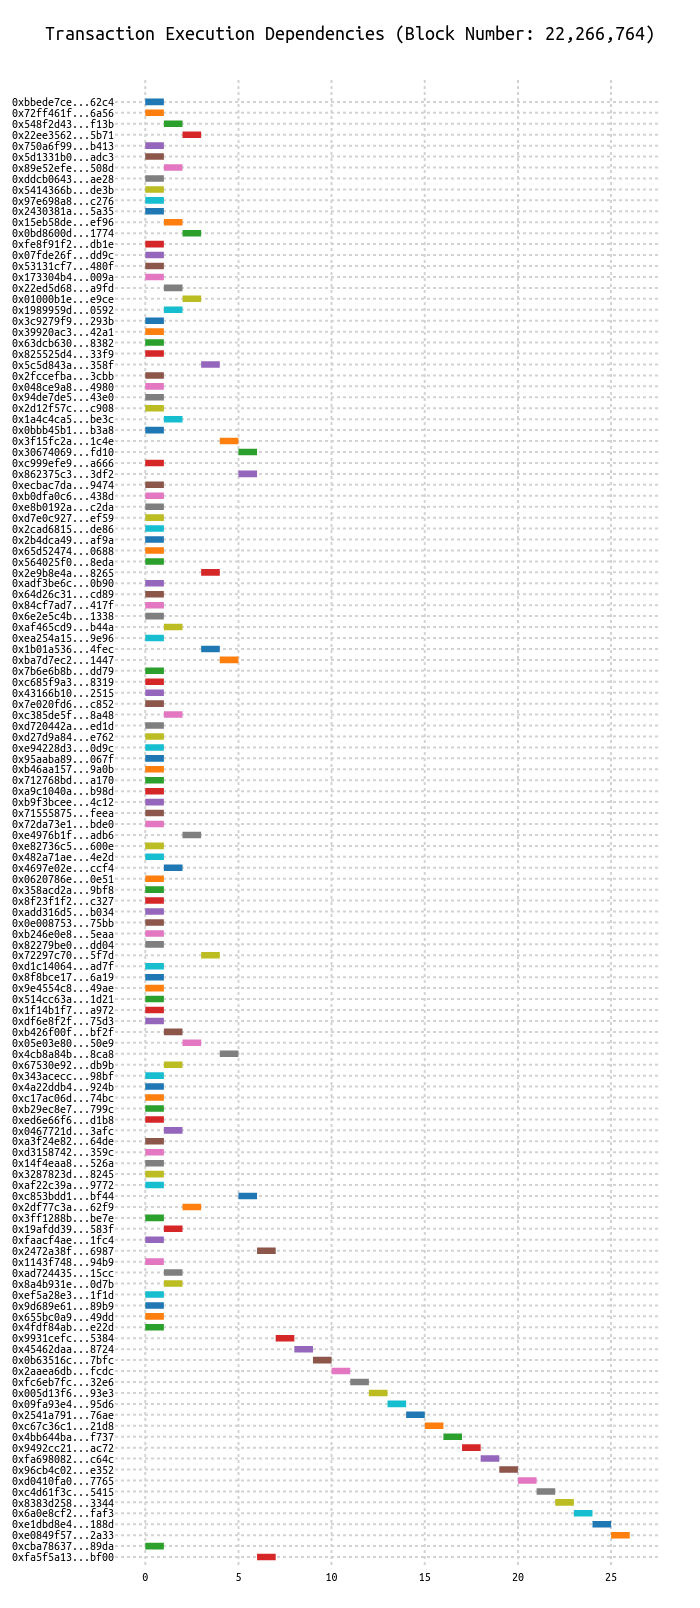 Transaction Execution Dependencies (Block Number: 22,266,764)
0xbbede7ce...62c4
0x72ff461f...6a56
0x548f2d43...f13b
0x22ee3562...5b71
0x750a6f99...b413
0x5d1331b0...adc3
0x89e52efe...508d
0xddcb0643...ae28
0x5414366b...de3b
0x97e698a8...c276
0x2430381a...5a35
0x15eb58de...ef96
0x0bd8600d...1774
0xfe8f91f2...db1e
0x07fde26f...dd9c
0x53131cf7...480f
0x173304b4...009a
0x22ed5d68...a9fd
0x01000b1e...e9ce
0x1989959d...0592
0x3c9279f9...293b
0x39920ac3...42a1
0x63dcb630...8382
0x825525d4...33f9
0x5c5d843a...358f
0x2fccefba...3cbb
0x048ce9a8...4980
0x94de7de5...43e0
0x2d12f57c...c908
0x1a4c4ca5...be3c
0x0bbb45b1...b3a8
0x3f15fc2a...1c4e
0x30674069...fd10
0xc999efe9...a666
0x862375c3...3df2
0xecbac7da...9474
0xb0dfa0c6...438d
0xe8b0192a...c2da
0xd7e0c927...ef59
0x2cad6815...de86
0x2b4dca49...af9a
0x65d52474...0688
0x564025f0...8eda
0x2e9b8e4a...8265
0xadf3be6c...0b90
0x64d26c31...cd89
0x84cf7ad7...417f
0x6e2e5c4b...1338
0xaf465cd9...b44a
0xea254a15...9e96
0x1b01a536...4fec
0xba7d7ec2...1447
0x7b6e6b8b...dd79
0xc685f9a3...8319
0x43166b10...2515
0x7e020fd6...c852
0xc385de5f...8a48
0xd720442a...ed1d
0xd27d9a84...e762
0xe94228d3...0d9c
0x95aaba89...067f
0xb46aa157...9a0b
0x712768bd...a170
0xa9c1040a...b98d
0xb9f3bcee...4c12
0x71555875...feea
0x72da73e1...bde0
0xe4976b1f...adb6
0xe82736c5...600e
0x482a71ae...4e2d
0x4697e02e...ccf4
0x0620786e...0e51
0x358acd2a...9bf8
0x8f23f1f2...c327
0xadd316d5...b034
0x0e008753...75bb
0xb246e0e8...5eaa
0x82279be0...dd04
0x72297c70...5f7d
0xd1c14064...ad7f
0x8f8bce17...6a19
0x9e4554c8...49ae
0x514cc63a...1d21
0x1f14b1f7...a972
0xdf6e8f2f...75d3
0xb426f00f...bf2f
0x05e03e80...50e9
0x4cb8a84b...8ca8
0x67530e92...db9b
0x343acecc...98bf
0x4a22ddb4...924b
0xc17ac06d...74bc
0xb29ec8e7...799c
0xed6e66f6...d1b8
0x0467721d...3afc
0xa3f24e82...64de
0xd3158742...359c
0x14f4eaa8...526a
0x3287823d...8245
0xaf22c39a...9772
0xc853bdd1...bf44
0x2df77c3a...62f9
0x3ff1288b...be7e
0x19afdd39...583f
0xfaacf4ae...1fc4
0x2472a38f...6987
0x1143f748...94b9
0xad724435...15cc
0x8a4b931e...0d7b
0xef5a28e3...1f1d
0x9d689e61...89b9
0x655bc0a9...49dd
0x4fdf84ab...e22d
0x9931cefc...5384
0x45462daa...8724
0x0b63516c...7bfc
0x2aaea6db...fcdc
0xfc6eb7fc...32e6
0x005d13f6...93e3
0x09fa93e4...95d6
0x2541a791...76ae
0xc67c36c1...21d8
0x4bb644ba...f737
0x9492cc21...ac72
0xfa698082...c64c
0x96cb4c02...e352
0xd0410fa0...7765
0xc4d61f3c...5415
0x8383d258...3344
0x6a0e8cf2...faf3
0xe1dbd8e4...188d
0xe0849f57...2a33
0xcba78637...89da
0xfa5f5a13...bf00
0 5 10 15 20 25